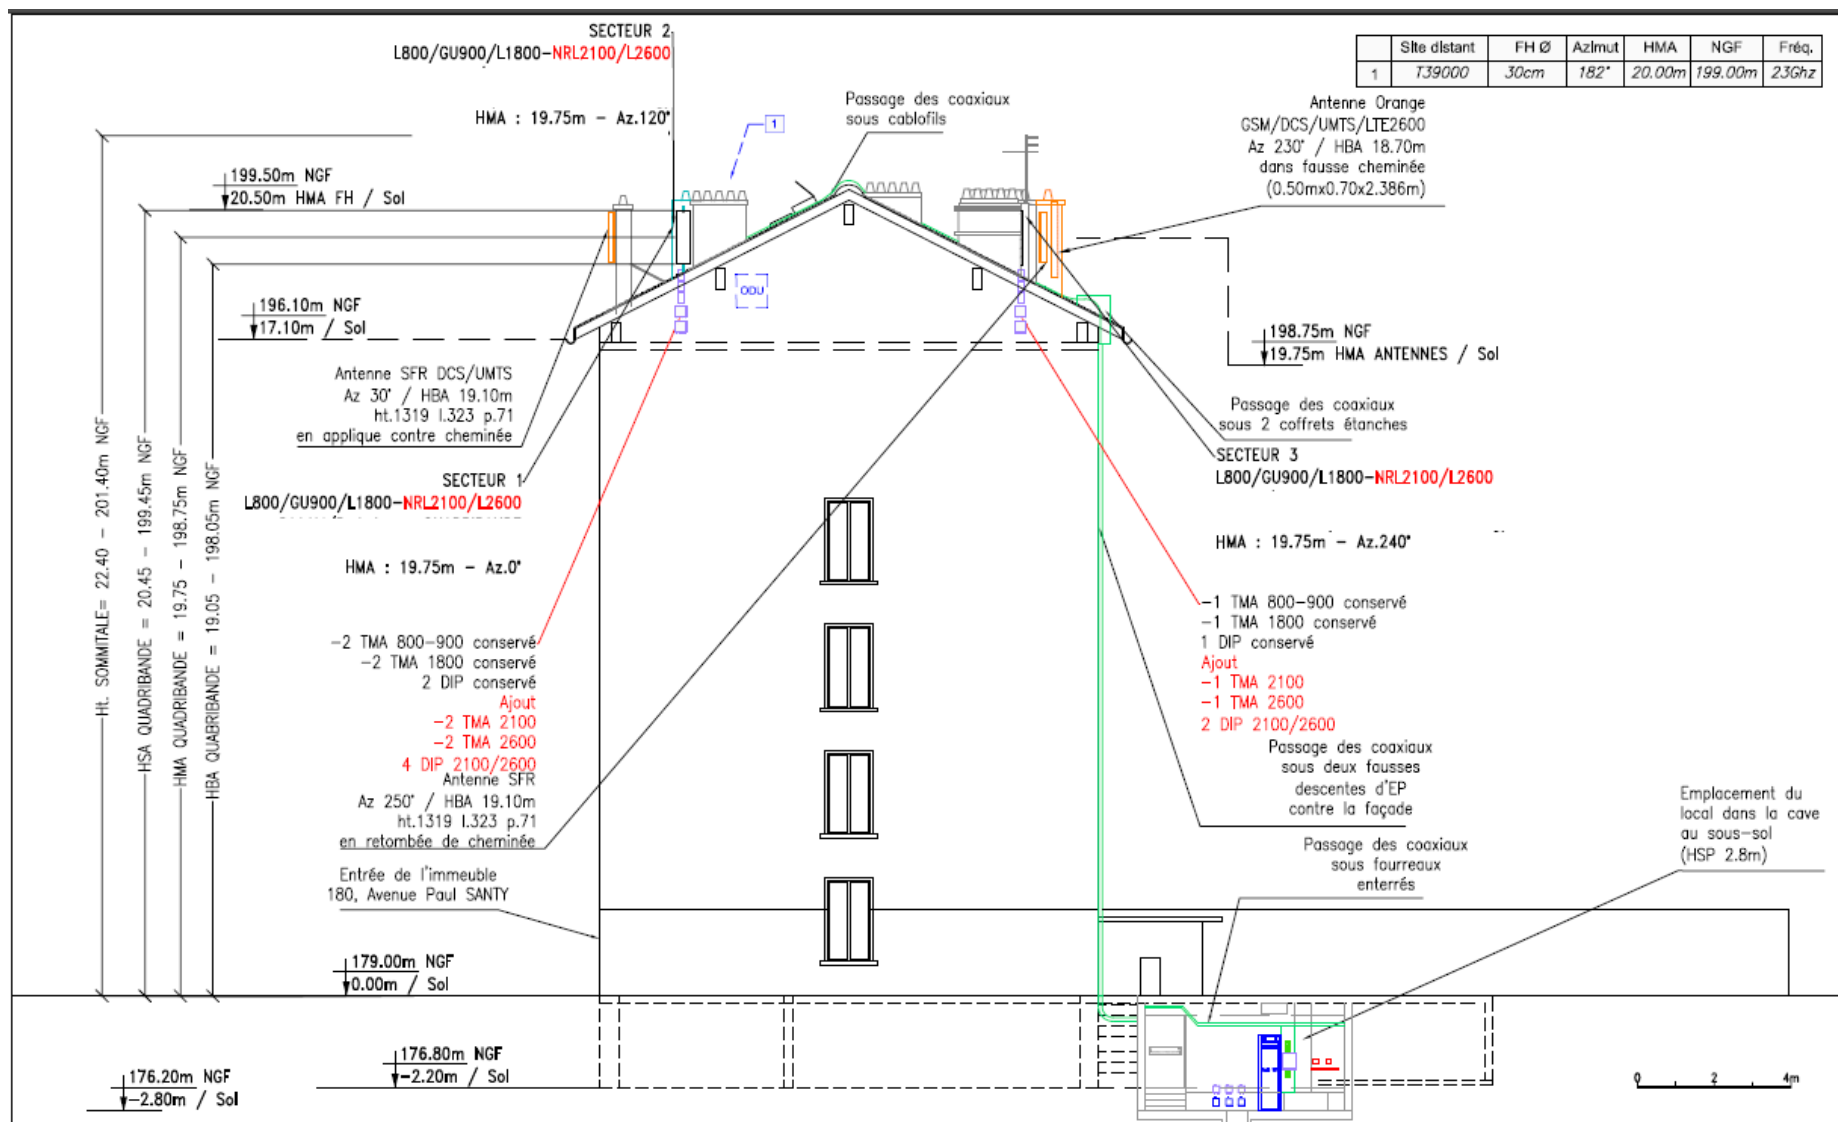 SECTEUR 2
L800/GU900/L1800-NRL2100/L2600
HMA : 19.75m - Az.120°
1
Passage des coaxiaux
sous cablofils
Site distant FH Ø Azimut HMA NGF Fréq.
1 T39000 30cm 182° 20.00m 199.00m 23Ghz
Antenne Orange
GSM/DCS/UMTS/LTE2600
Az 230° / HBA 18.70m
dans fausse cheminée
(0.50mx0.70x2.386m)
199.50m NGF
20.50m HMA FH / Sol
196.10m NGF
17.10m / Sol
ODU
198.75m NGF
19.75m HMA ANTENNES / Sol
Antenne SFR DCS/UMTS
Az 30° / HBA 19.10m
ht.1319 l.323 p.71
en applique contre cheminée
Passage des coaxiaux
sous 2 coffrets étanches
SECTEUR 1
L800/GU900/L1800-NRL2100/L2600
HMA : 19.75m - Az.0°
SECTEUR 3
L800/GU900/L1800-NRL2100/L2600
HMA : 19.75m - Az.240°
Ht. SOMMITALE= 22.40 - 201.40m NGF
HSA QUADRIBANDE = 20.45 - 199.45m NGF
HMA QUADRIBANDE = 19.75 - 198.75m NGF
HBA QUABRIBANDE = 19.05 - 198.05m NGF
-2 TMA 800-900 conservé
-2 TMA 1800 conservé
2 DIP conservé
Ajout
-2 TMA 2100
-2 TMA 2600
4 DIP 2100/2600
-1 TMA 800-900 conservé
-1 TMA 1800 conservé
1 DIP conservé
Ajout
-1 TMA 2100
-1 TMA 2600
2 DIP 2100/2600
Antenne SFR
Az 250° / HBA 19.10m
ht.1319 l.323 p.71
en retombée de cheminée
Passage des coaxiaux
sous deux fausses
descentes d'EP
contre la façade
Emplacement du
local dans la cave
au sous-sol
(HSP 2.8m)
Passage des coaxiaux
sous fourreaux
enterrés
Entrée de l'immeuble
180, Avenue Paul SANTY
179.00m NGF
0.00m / Sol
176.80m NGF
-2.20m / Sol
176.20m NGF
-2.80m / Sol
0 2 4m